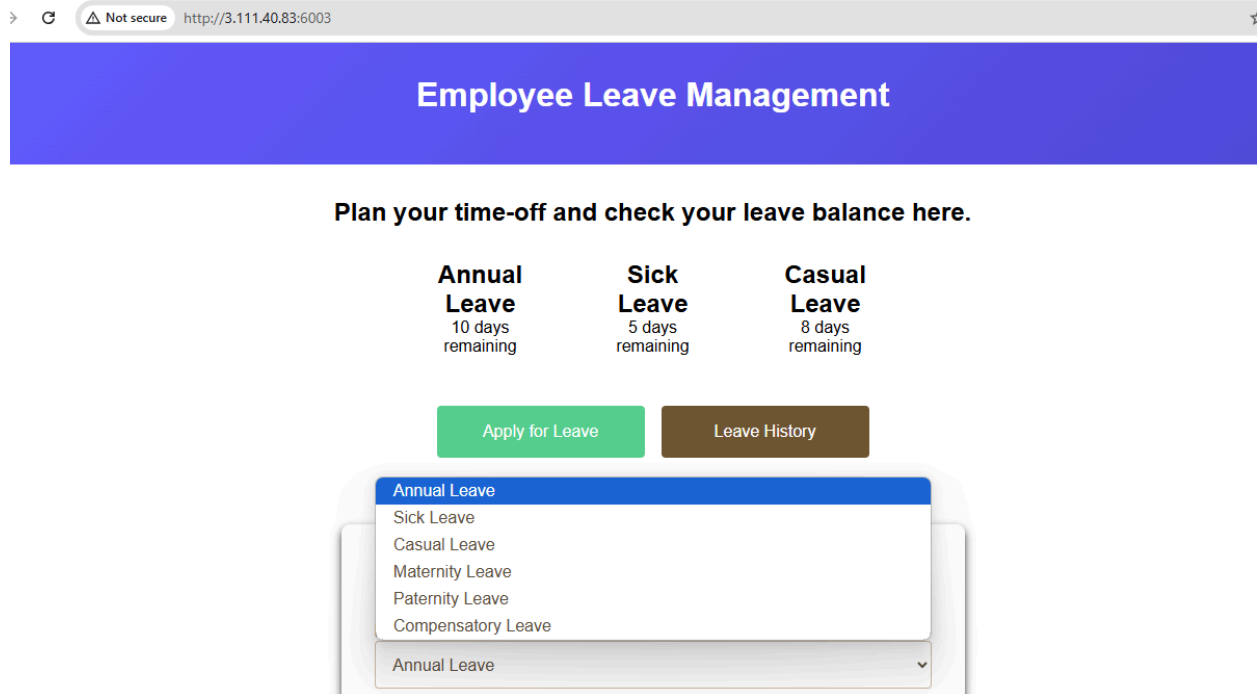 Not secure http://3.111.40.83:6003
Employee Leave Management
Plan your time-off and check your leave balance here.
Annual
Leave
10 days
remaining
Sick
Leave
5 days
remaining
Casual
Leave
8 days
remaining
Apply for Leave
Leave History
Annual Leave
Sick Leave
Casual Leave
Maternity Leave
Paternity Leave
Compensatory Leave
Annual Leave